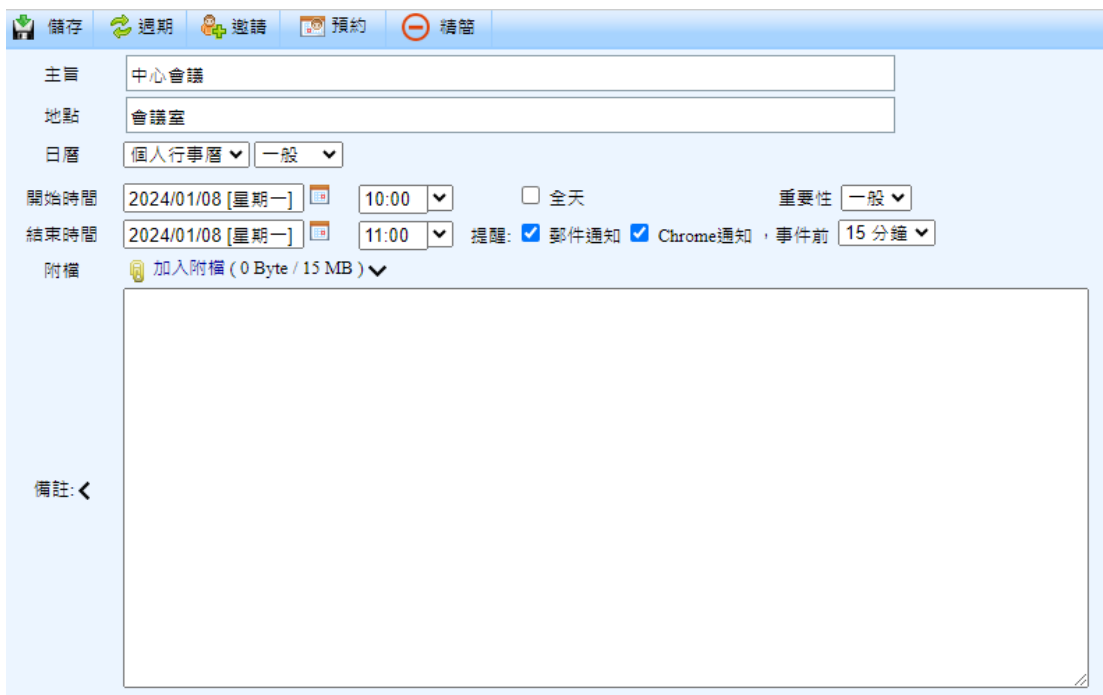 儲存 週期 邀請 預約 精簡
主旨 中心會議
地點 會議室
日曆 個人行事曆 一般
開始時間 2024/01/08 [星期一] 10:00 全天 重要性 一般
結束時間 2024/01/08 [星期一] 11:00 提醒: 郵件通知 Chrome通知 ，事件前 15 分鐘
附檔 加入附檔 ( 0 Byte / 15 MB )
備註: